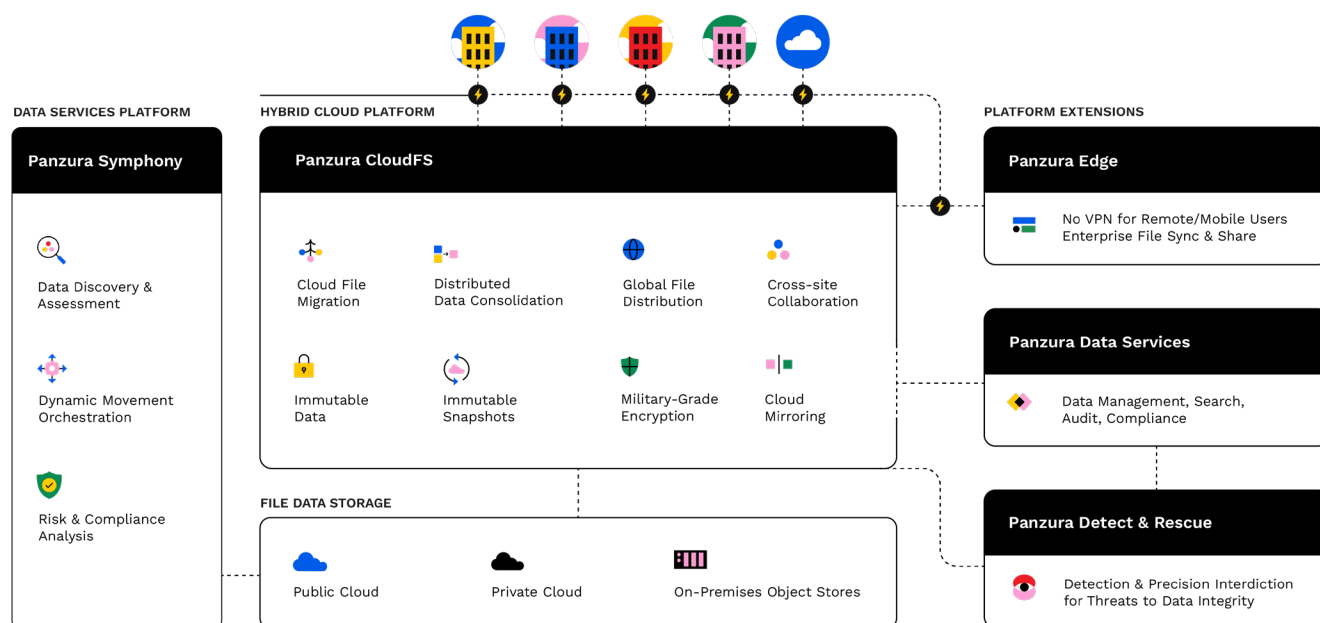 DATA SERVICES PLATFORM
Panzura Symphony
Data Discovery &
Assessment
Dynamic Movement
Orchestration
Risk & Compliance
Analysis
HYBRID CLOUD PLATFORM
Panzura CloudFS
Cloud File
Migration
Distributed
Data Consolidation
Global File
Distribution
Cross-site
Collaboration
Immutable
Data
Immutable
Snapshots
Military-Grade
Encryption
Cloud
Mirroring
FILE DATA STORAGE
Public Cloud
Private Cloud
On-Premises Object Stores
PLATFORM EXTENSIONS
Panzura Edge
No VPN for Remote/Mobile Users
Enterprise File Sync & Share
Panzura Data Services
Data Management, Search,
Audit, Compliance
Panzura Detect & Rescue
Detection & Precision Interdiction
for Threats to Data Integrity